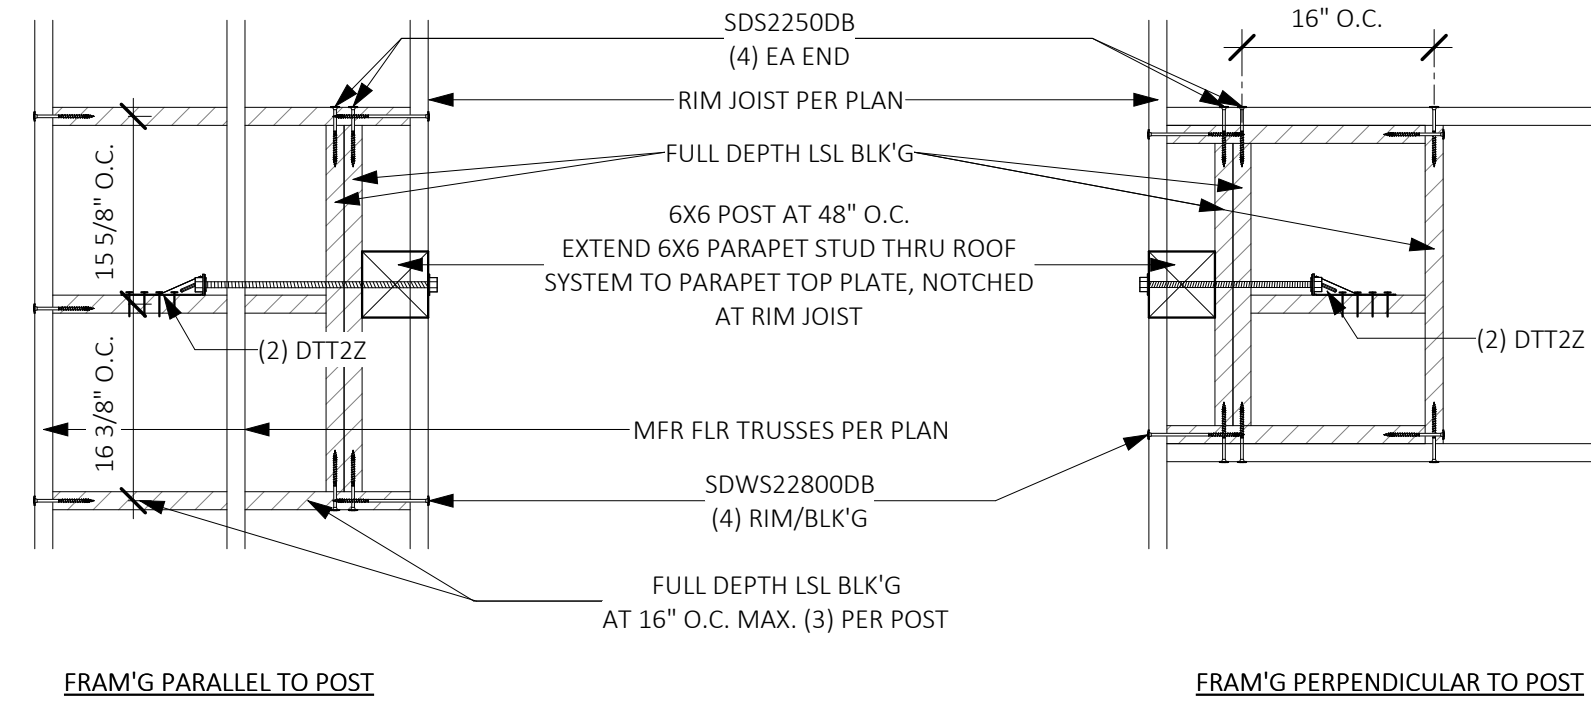 SDS2250DB
(4) EA END
16" O.C.
RIM JOIST PER PLAN
FULL DEPTH LSL BLK'G
15 5/8" O.C.
6X6 POST AT 48" O.C.
EXTEND 6X6 PARAPET STUD THRU ROOF
SYSTEM TO PARAPET TOP PLATE, NOTCHED
AT RIM JOIST
(2) DTT2Z
(2) DTT2Z
16 3/8" O.C.
MFR FLR TRUSSES PER PLAN
SDWS22800DB
(4) RIM/BLK'G
FULL DEPTH LSL BLK'G
AT 16" O.C. MAX. (3) PER POST
FRAM'G PARALLEL TO POST
FRAM'G PERPENDICULAR TO POST